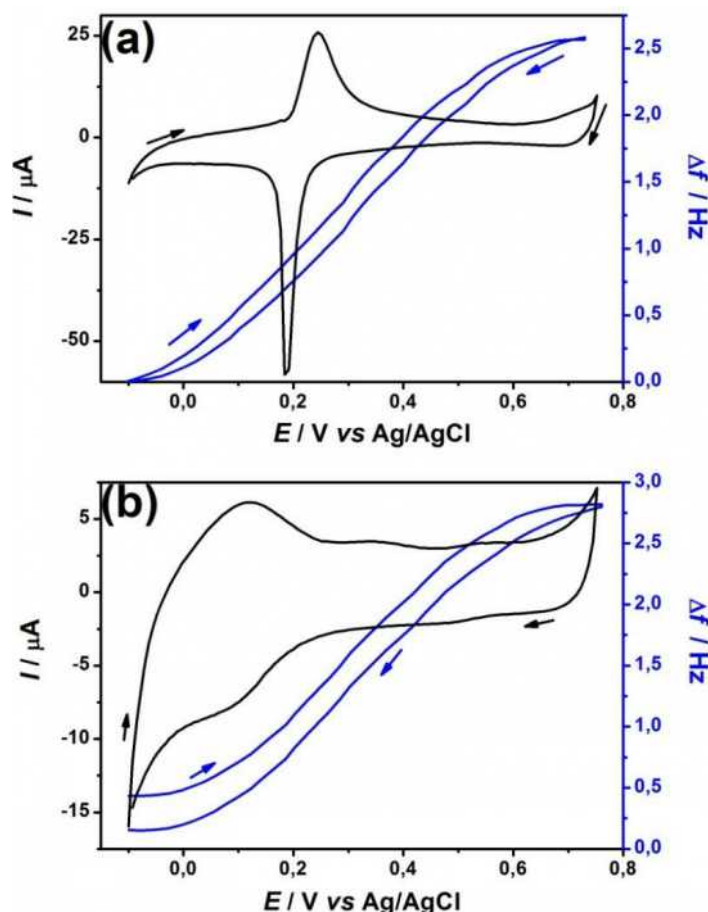 (a)
25
0
-25
-50
I / µA
2,5
2,0
1,5
1,0
0,5
0,0
Δf / Hz
0,0 0,2 0,4 0,6 0,8
E / V vs Ag/AgCl
(b)
5
0
-5
-10
-15
I / µA
3,0
2,5
2,0
1,5
1,0
0,5
0,0
Δf / Hz
0,0 0,2 0,4 0,6 0,8
E / V vs Ag/AgCl